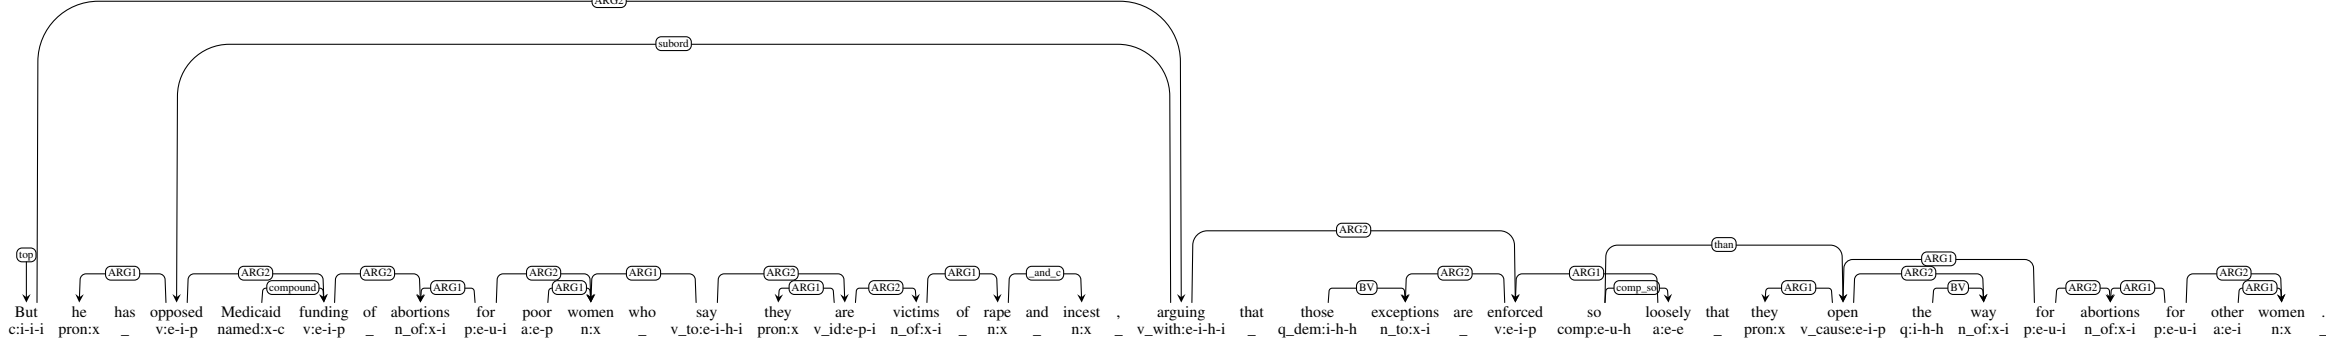 ARG2
subord
ARG2
than
top
ARG1
ARG1 ARG2 ARG2 ARG2 ARG1 ARG2 ARG1 _and_c ARG2 ARG1 ARG2 ARG2
compound ARG1 ARG1 ARG1 ARG2 BV comp_so ARG1 BV ARG2 ARG1 ARG1
But he has opposed Medicaid funding of abortions for poor women who say they are victims of rape and incest , arguing that those exceptions are enforced so loosely that they open the way for abortions for other women .
c:i-i-i pron:x _ v:e-i-p named:x-c v:e-i-p _ n_of:x-i p:e-u-i a:e-p n:x _ v_to:e-i-h-i pron:x v_id:e-p-i n_of:x-i _ n:x _ n:x _ v_with:e-i-h-i _ q_dem:i-h-h n_to:x-i _ v:e-i-p comp:e-u-h a:e-e _ pron:x v_cause:e-i-p q:i-h-h n_of:x-i p:e-u-i n_of:x-i p:e-u-i a:e-i n:x _